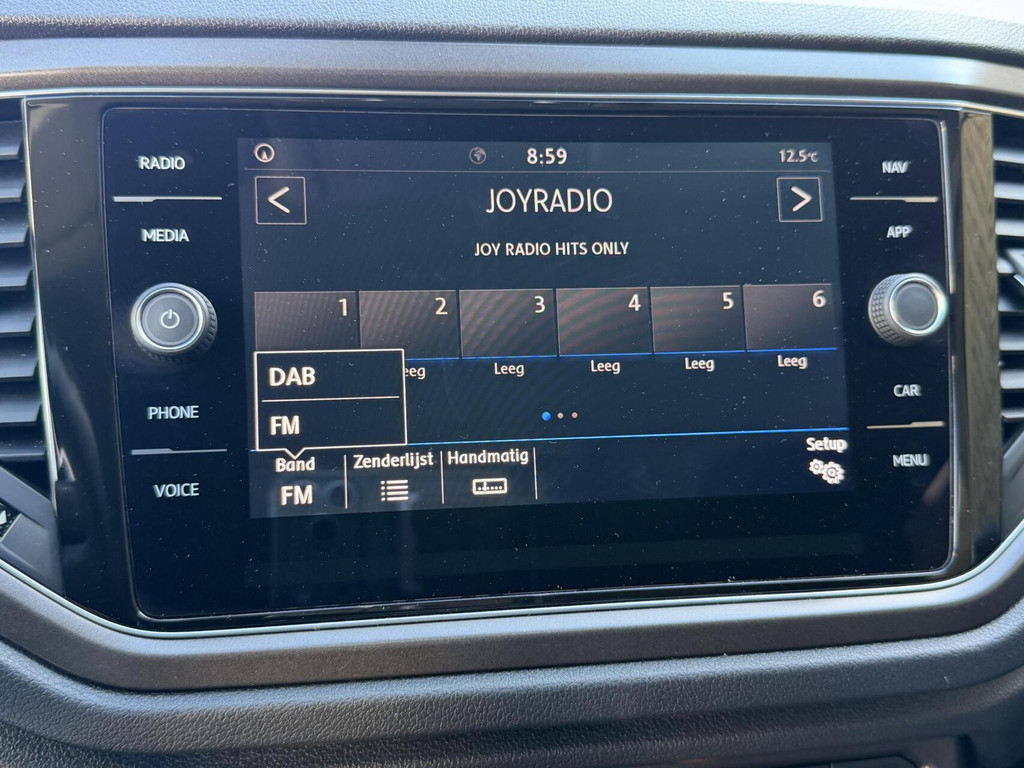 RADIO
MEDIA
PHONE
VOICE
8:59
12.5°C
<
JOYRADIO
>
JOY RADIO HITS ONLY
1 2 3 4 5 6
eeg Leeg Leeg Leeg Leeg
DAB
FM
Band Zenderlijst Handmatig Setup
FM
NAV
APP
CAR
MENU